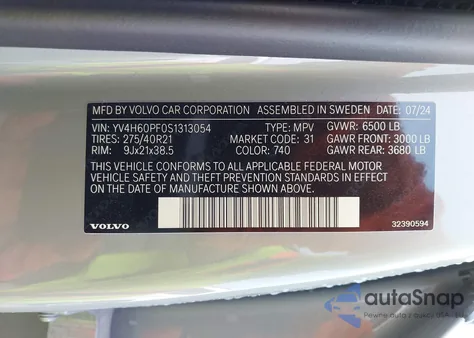 MFD BY VOLVO CAR CORPORATION ASSEMBLED IN SWEDEN DATE: 07/24
VIN: YV4H60PF0S1313054 TYPE: MPV GVWR: 6500 LB
TIRES: 275/40R21 MARKET CODE: 31 GAWR FRONT: 3000 LB
RIM: 9Jx21x38.5 COLOR: 740 GAWR REAR: 3680 LB
THIS VEHICLE CONFORMS TO ALL APPLICABLE FEDERAL MOTOR
VEHICLE SAFETY AND THEFT PREVENTION STANDARDS IN EFFECT ON THE
DATE OF MANUFACTURE SHOWN ABOVE.
VOLVO 32390594
autoSnap